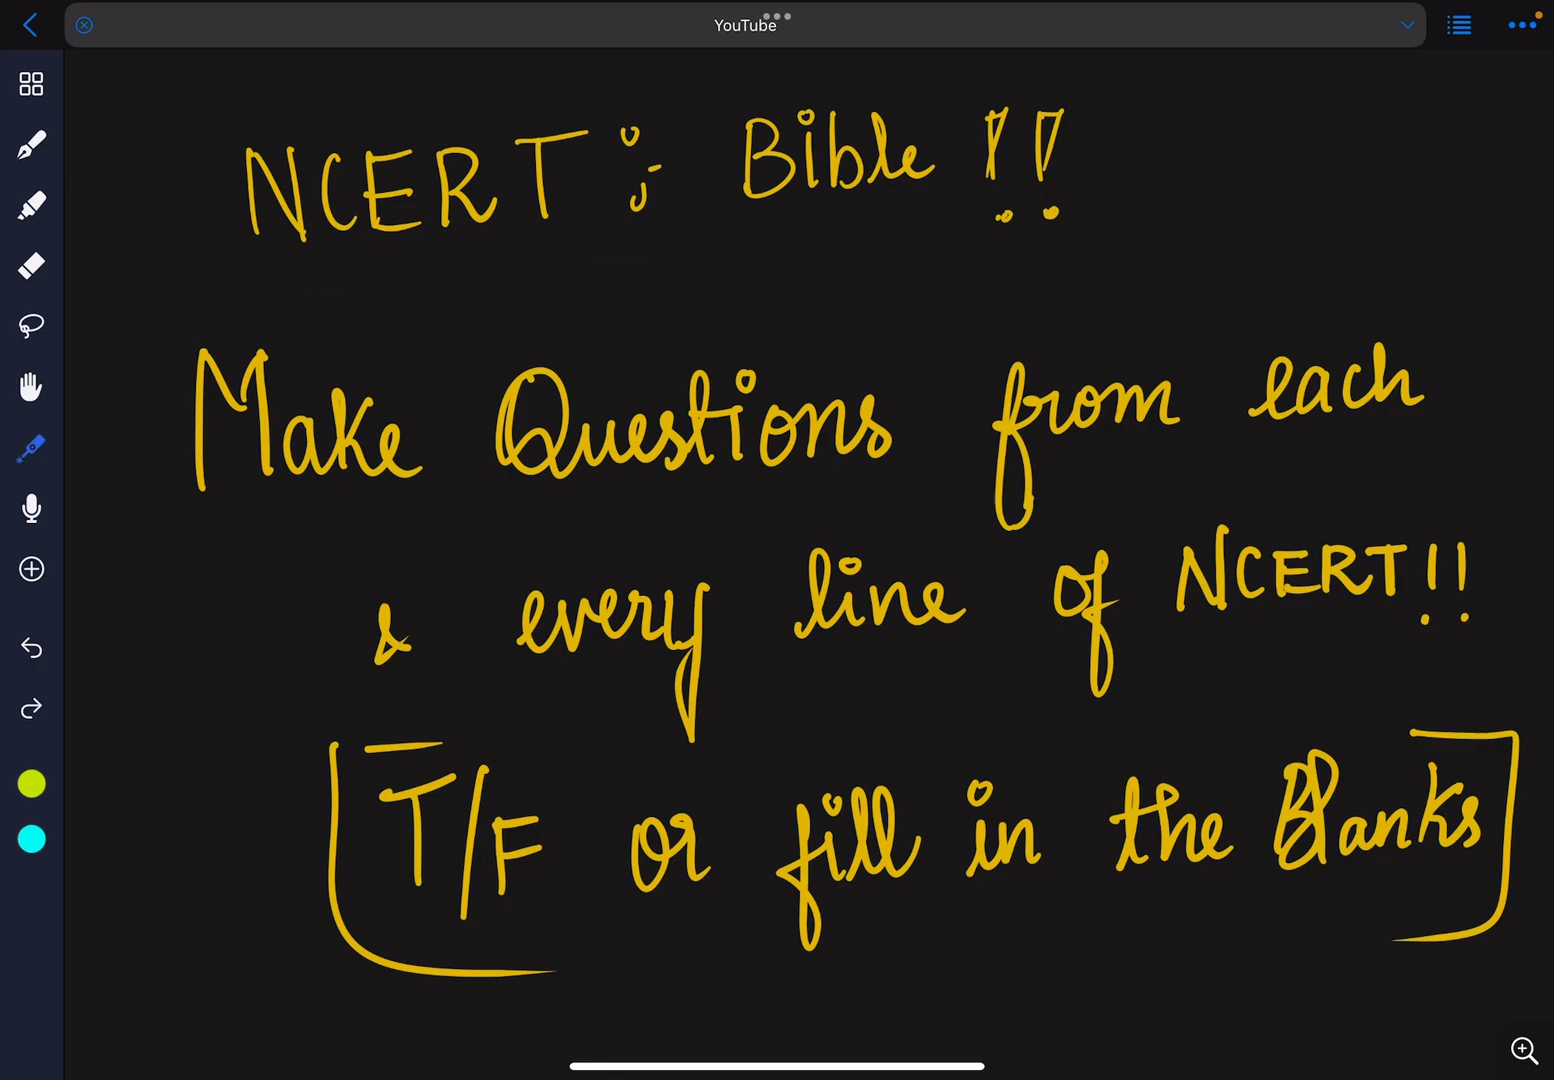 YouTube
NCERT : Bible !!
Make Questions from each
& every line of NCERT!!
[T/F or fill in the Blanks]